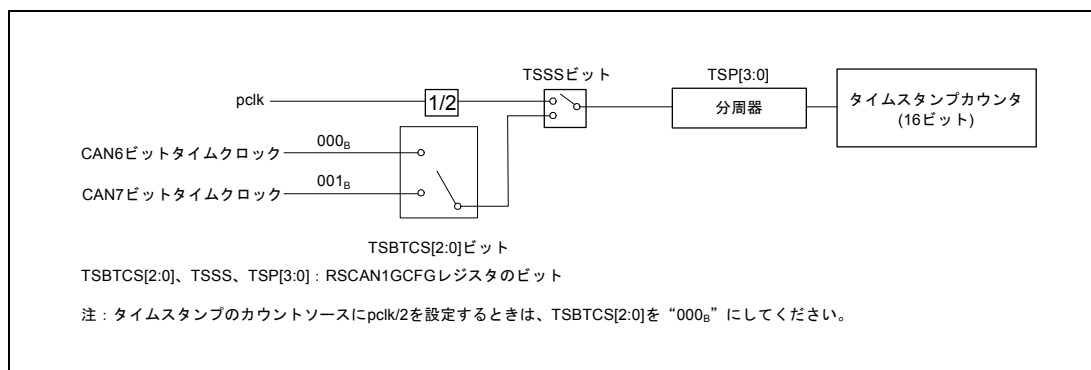 TSSSビット
TSP[3:0]
pclk
1/2
分周器
タイムスタンプカウンタ
(16ビット)
CAN6ビットタイムクロック
000B
CAN7ビットタイムクロック
001B
TSBTCS[2:0]ビット
TSBTCS[2:0]、TSSS、TSP[3:0]：RSCAN1GCFGレジスタのビット
注：タイムスタンプのカウントソースにpclk/2を設定するときは、TSBTCS[2:0]を“000B”にしてください。